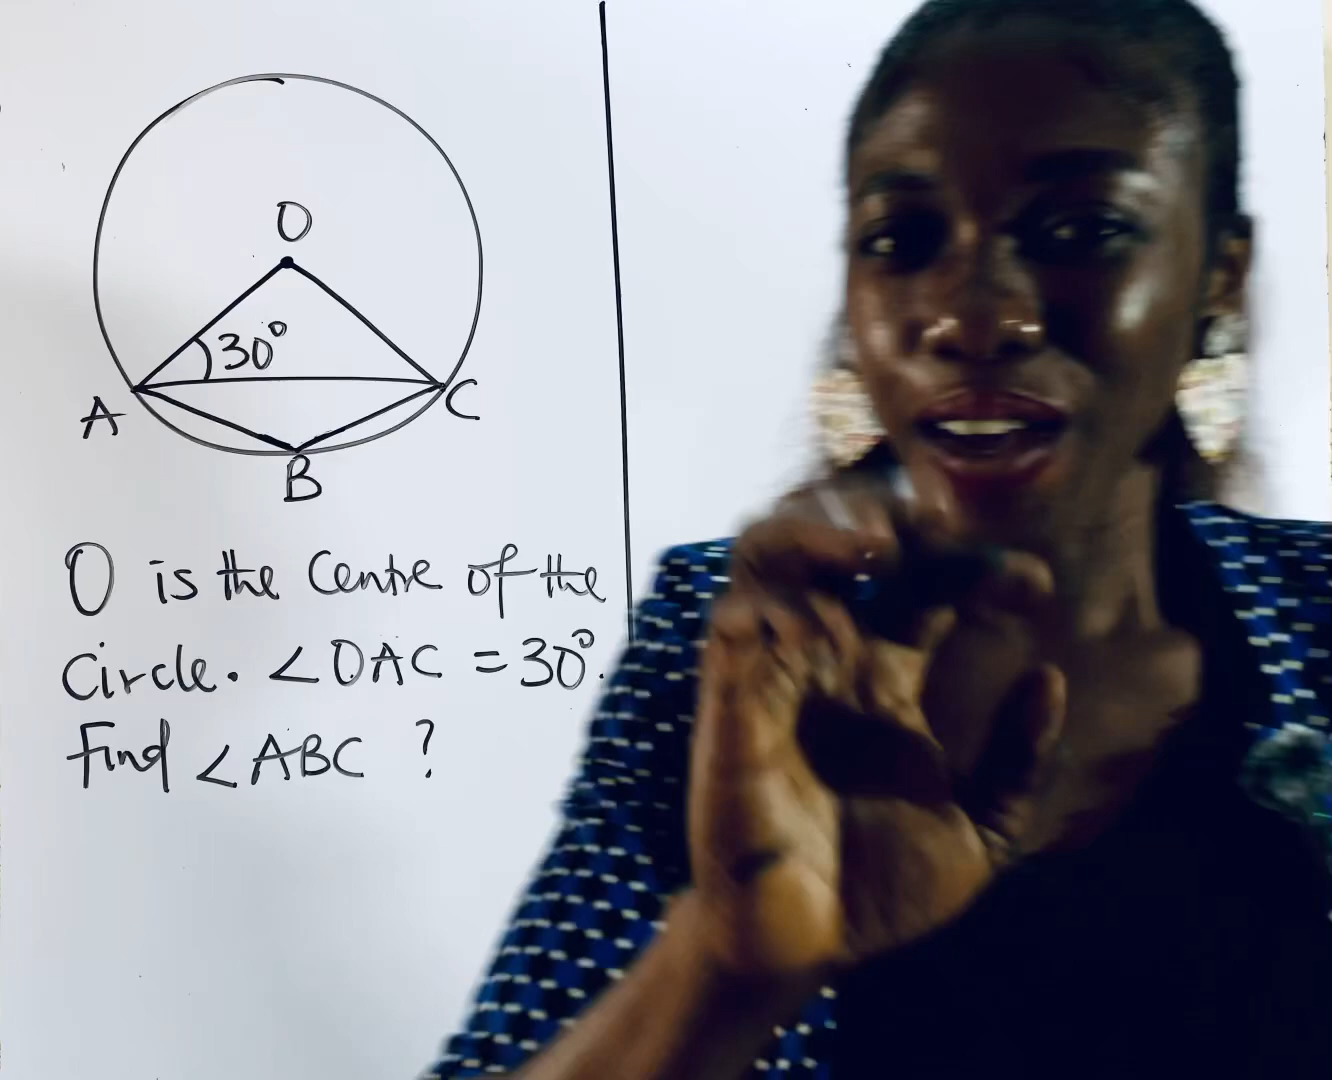 O
30°
A
C
B
O is the Centre of the
Circle. ∠OAC = 30°.
Find ∠ABC ?